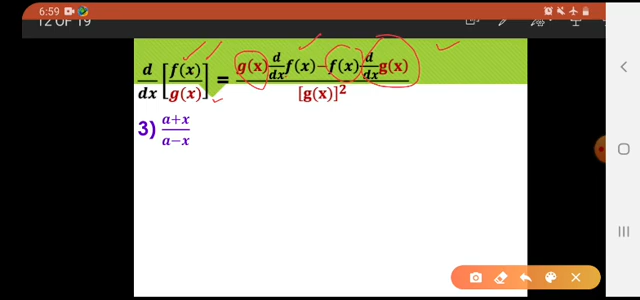 6:59
12 OF 19
d/dx [f(x)/g(x)] = (g(x) d/dx f(x) − f(x) d/dx g(x))/[g(x)]²
3) (a+x)/(a−x)